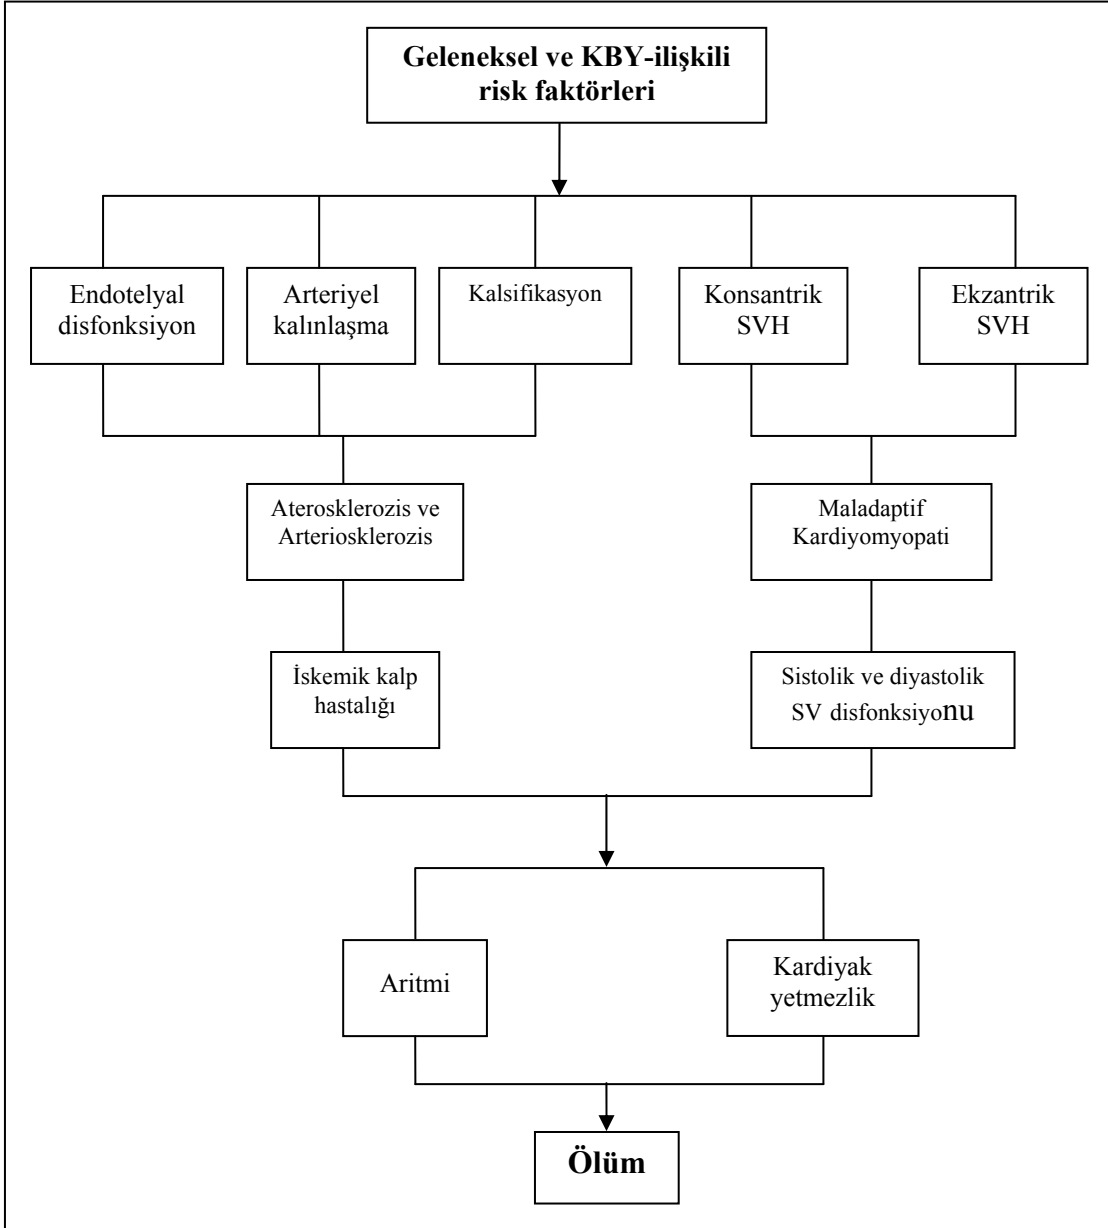 Geleneksel ve KBY-ilişkili
risk faktörleri
Endotelyal
disfonksiyon
Arteriyel
kalınlaşma
Kalsifikasyon
Konsantrik
SVH
Ekzantrik
SVH
Aterosklerozis ve
Arteriosklerozis
Maladaptif
Kardiyomyopati
İskemik kalp
hastalığı
Sistolik ve diyastolik
SV disfonksiyonu
Aritmi
Kardiyak
yetmezlik
Ölüm